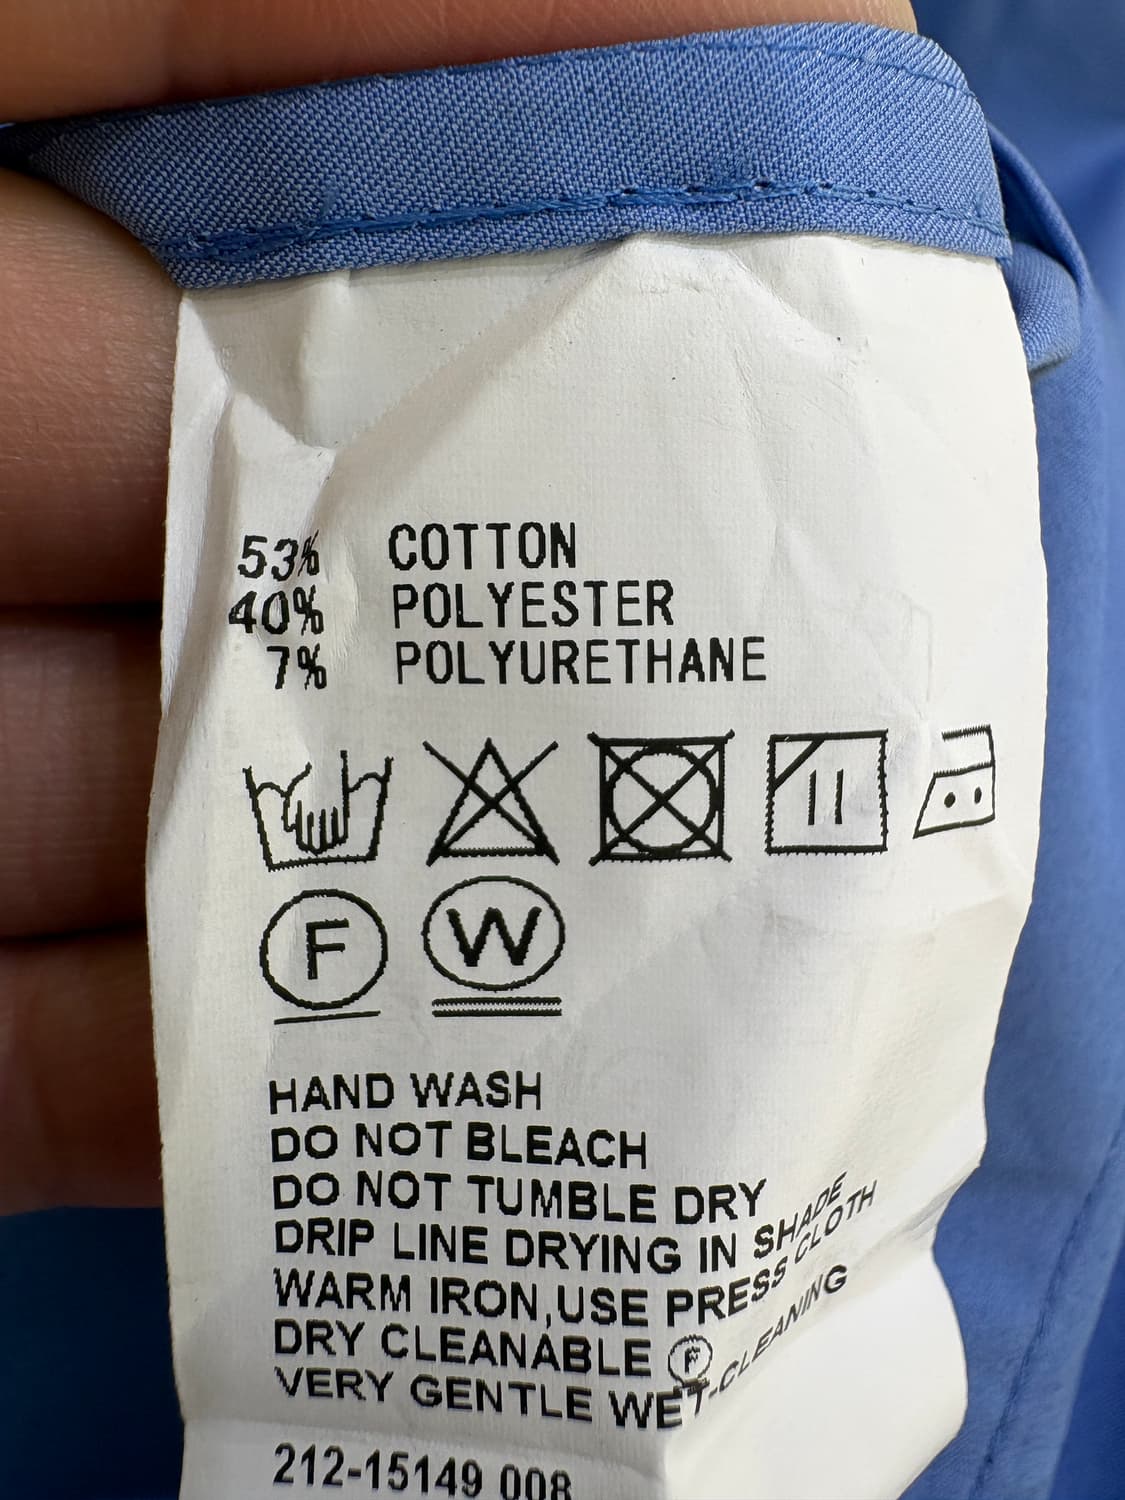 53% COTTON
40% POLYESTER
7% POLYURETHANE
F W
HAND WASH
DO NOT BLEACH
DO NOT TUMBLE DRY
DRIP LINE DRYING IN SHADE
WARM IRON,USE PRESS CLOTH
DRY CLEANABLE Ⓕ
VERY GENTLE WET-CLEANING
212-15149 008